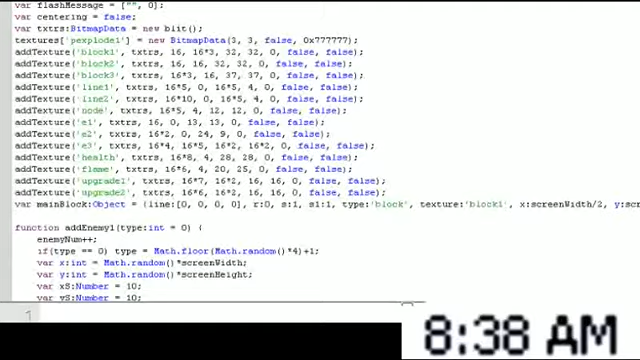 var flashMessage = ["", 0];
var centering = false;
var txtrs:BitmapData = new blit();
textures['pexplode1'] = new BitmapData(3, 3, false, 0x777777);
addTexture('block1', txtrs, 16, 16*3, 32, 32, 0, false, false);
addTexture('block2', txtrs, 16, 16, 32, 32, 0, false, false);
addTexture('block3', txtrs, 16*3, 16, 37, 37, 0, false, false);
addTexture('line1', txtrs, 16*5, 0, 16*5, 4, 0, false, false);
addTexture('line2', txtrs, 16*10, 0, 16*5, 4, 0, false, false);
addTexture('node', txtrs, 16*5, 4, 12, 12, 0, false, false);
addTexture('e1', txtrs, 16, 0, 13, 13, 0, false, false);
addTexture('e2', txtrs, 16*2, 0, 24, 9, 0, false, false);
addTexture('e3', txtrs, 16*4, 16*5, 16*2, 16*2, 0, false, false);
addTexture('health', txtrs, 16*8, 4, 28, 28, 0, false, false);
addTexture('flame', txtrs, 16*6, 4, 20, 25, 0, false, false);
addTexture('upgrade1', txtrs, 16*7, 16*2, 16, 16, 0, false, false);
addTexture('upgrade2', txtrs, 16*6, 16*2, 16, 16, 0, false, false);
var mainBlock:Object = {line:[0, 0, 0, 0], r:0, s:1, s1:1, type:'block', texture:'block1', x:screenWidth/2, y:scr
function addEnemy1(type:int = 0) {
enemyNum++;
if(type == 0) type = Math.floor(Math.random()*4)+1;
var x:int = Math.random()*screenWidth;
var y:int = Math.random()*screenHeight;
var xS:Number = 10;
var yS:Number = 10;
1
8:38 AM